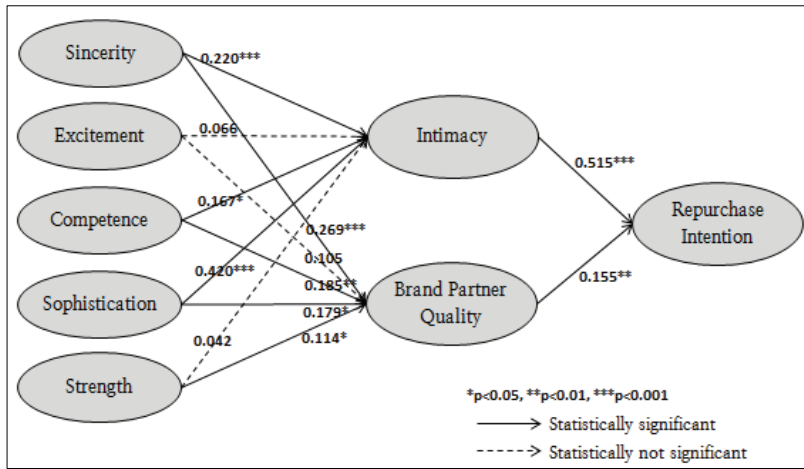 Sincerity
0.220***
Excitement
0.066
Intimacy
0.515***
Competence
0.167*
0.269***
Repurchase
Intention
0.105
0.420***
0.185**
Sophistication
Brand Partner
Quality
0.155**
0.179*
0.042
0.114*
Strength
*p<0.05, **p<0.01, ***p<0.001
Statistically significant
Statistically not significant